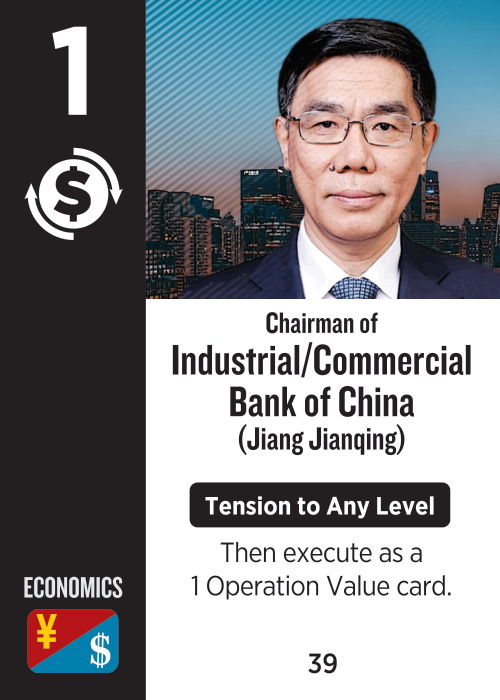 1
$
Chairman of
Industrial/Commercial
Bank of China
(Jiang Jianqing)
Tension to Any Level
Then execute as a
1 Operation Value card.
ECONOMICS
¥
$
39